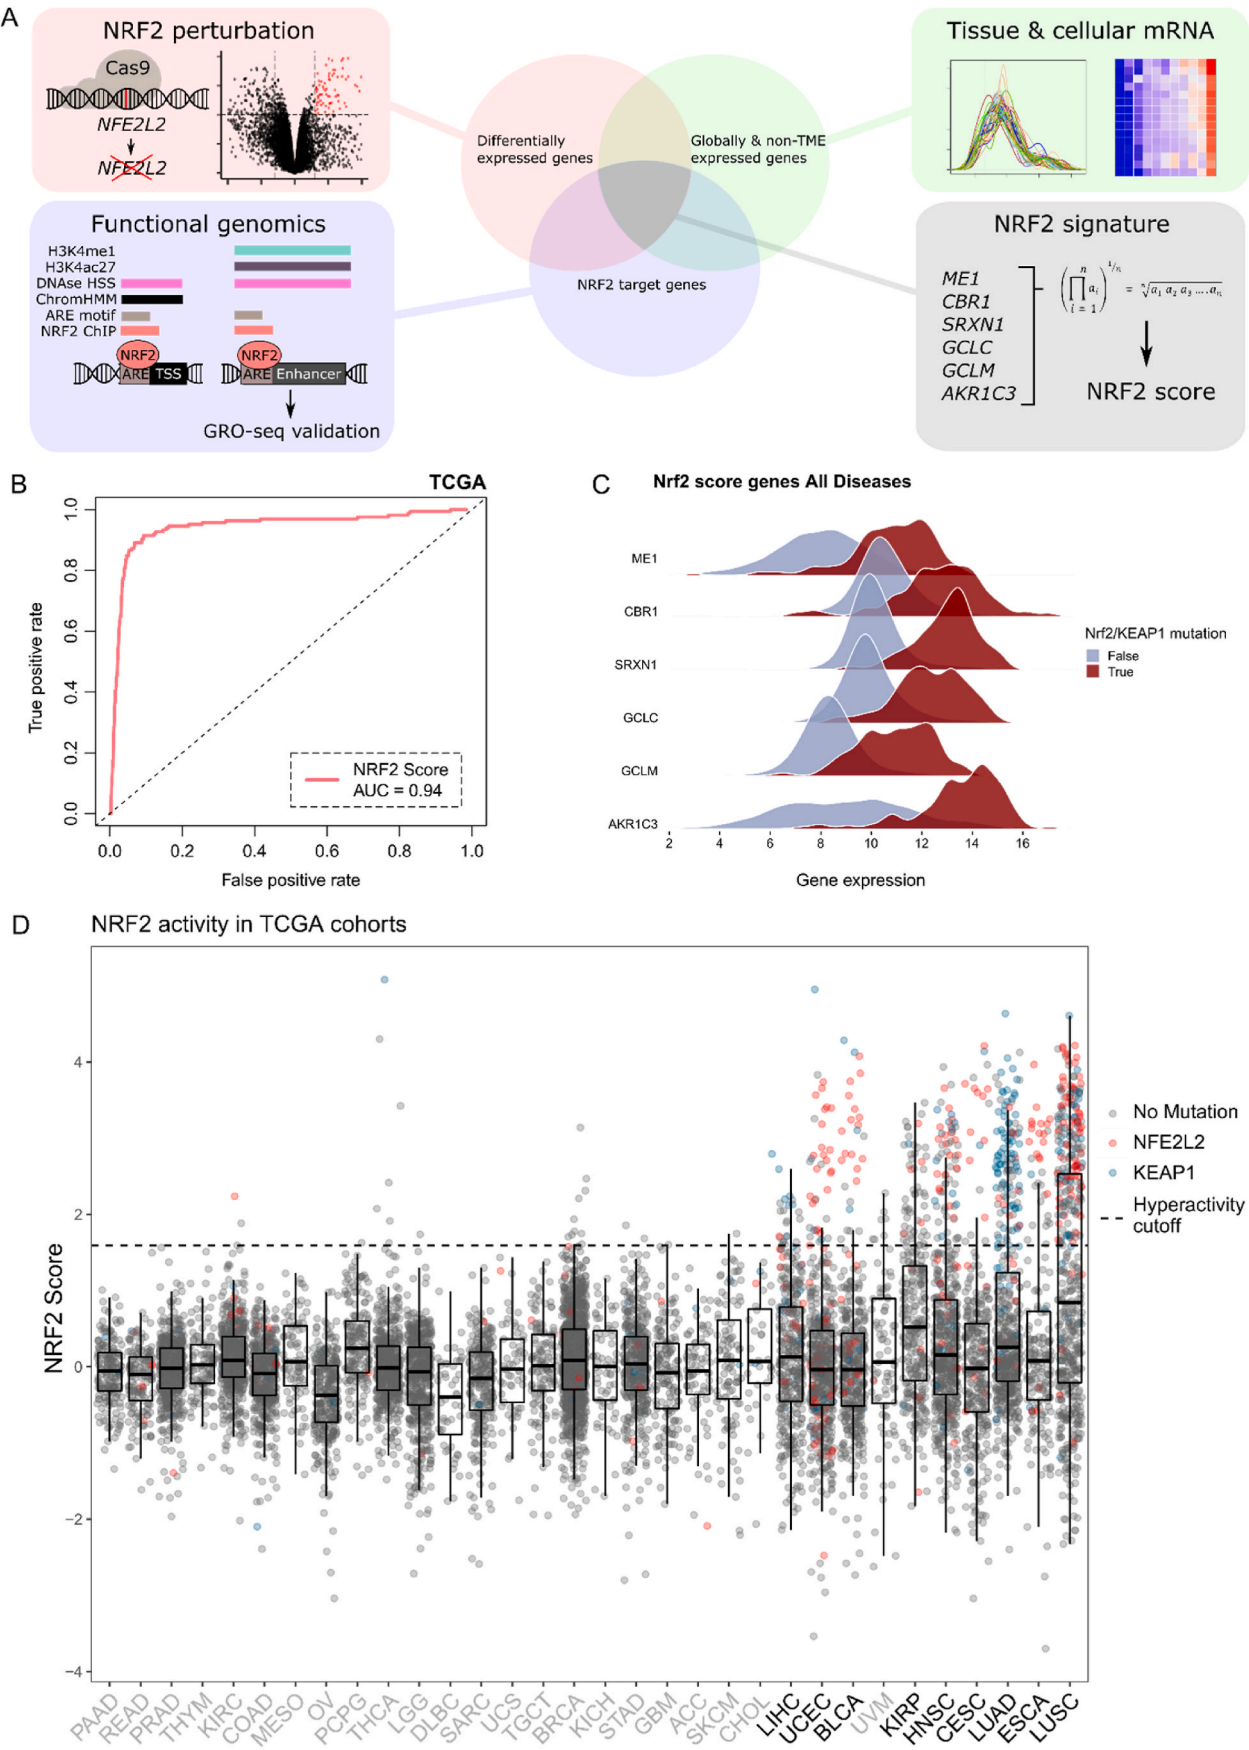 A
NRF2 perturbation
Cas9
NFE2L2
NFE2L2
Differentially
expressed genes
Globally & non-TME
expressed genes
NRF2 target genes
Tissue & cellular mRNA
Functional genomics
H3K4me1
H3K4ac27
DNAse HSS
ChromHMM
ARE motif
NRF2 ChIP
NRF2
ARE
TSS
NRF2
ARE
Enhancer
GRO-seq validation
NRF2 signature
ME1
CBR1
SRXN1
GCLC
GCLM
AKR1C3
(∏ⁿᵢ₌₁ aᵢ)^1/n = ⁿ√a₁ a₂ a₃ .... aₙ
NRF2 score
B
TCGA
True positive rate
1.0
0.8
0.6
0.4
0.2
0.0
NRF2 Score
AUC = 0.94
0.0 0.2 0.4 0.6 0.8 1.0
False positive rate
C
Nrf2 score genes All Diseases
ME1
CBR1
SRXN1
GCLC
GCLM
AKR1C3
2 4 6 8 10 12 14 16
Gene expression
Nrf2/KEAP1 mutation
False
True
D
NRF2 activity in TCGA cohorts
NRF2 Score
4
2
0
−2
−4
No Mutation
NFE2L2
KEAP1
Hyperactivity
cutoff
PAAD
READ
PRAD
THYM
KIRC
COAD
MESO
OV
PCPG
THCA
LGG
DLBC
SARC
UCS
TGCT
BRCA
KICH
STAD
GBM
ACC
SKCM
CHOL
LIHC
UCEC
BLCA
UVM
KIRP
HNSC
CESC
LUAD
ESCA
LUSC